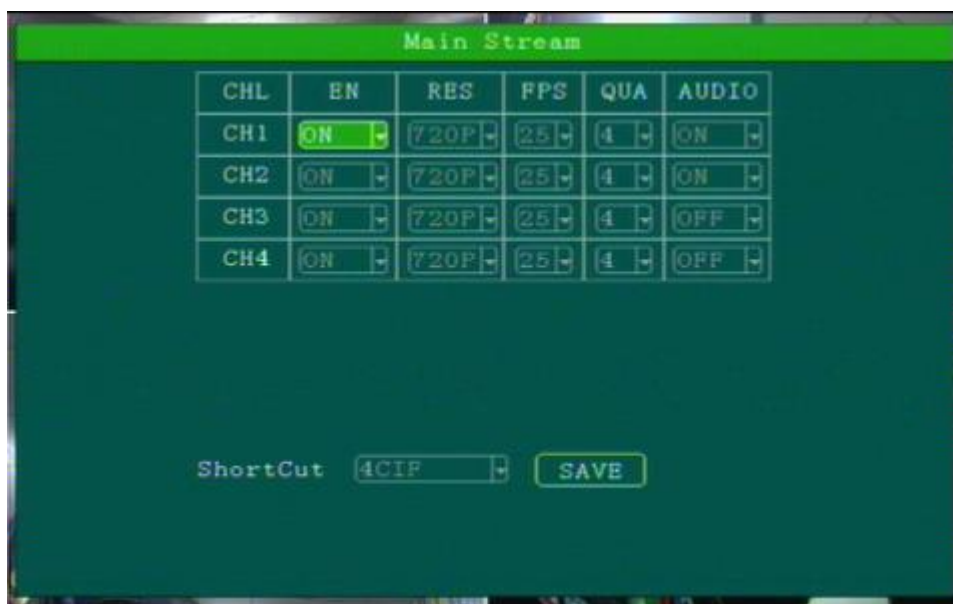 Main Stream
CHL EN RES FPS QUA AUDIO
CH1 ON 720P 25 4 ON
CH2 ON 720P 25 4 ON
CH3 ON 720P 25 4 OFF
CH4 ON 720P 25 4 OFF
ShortCut 4CIF SAVE